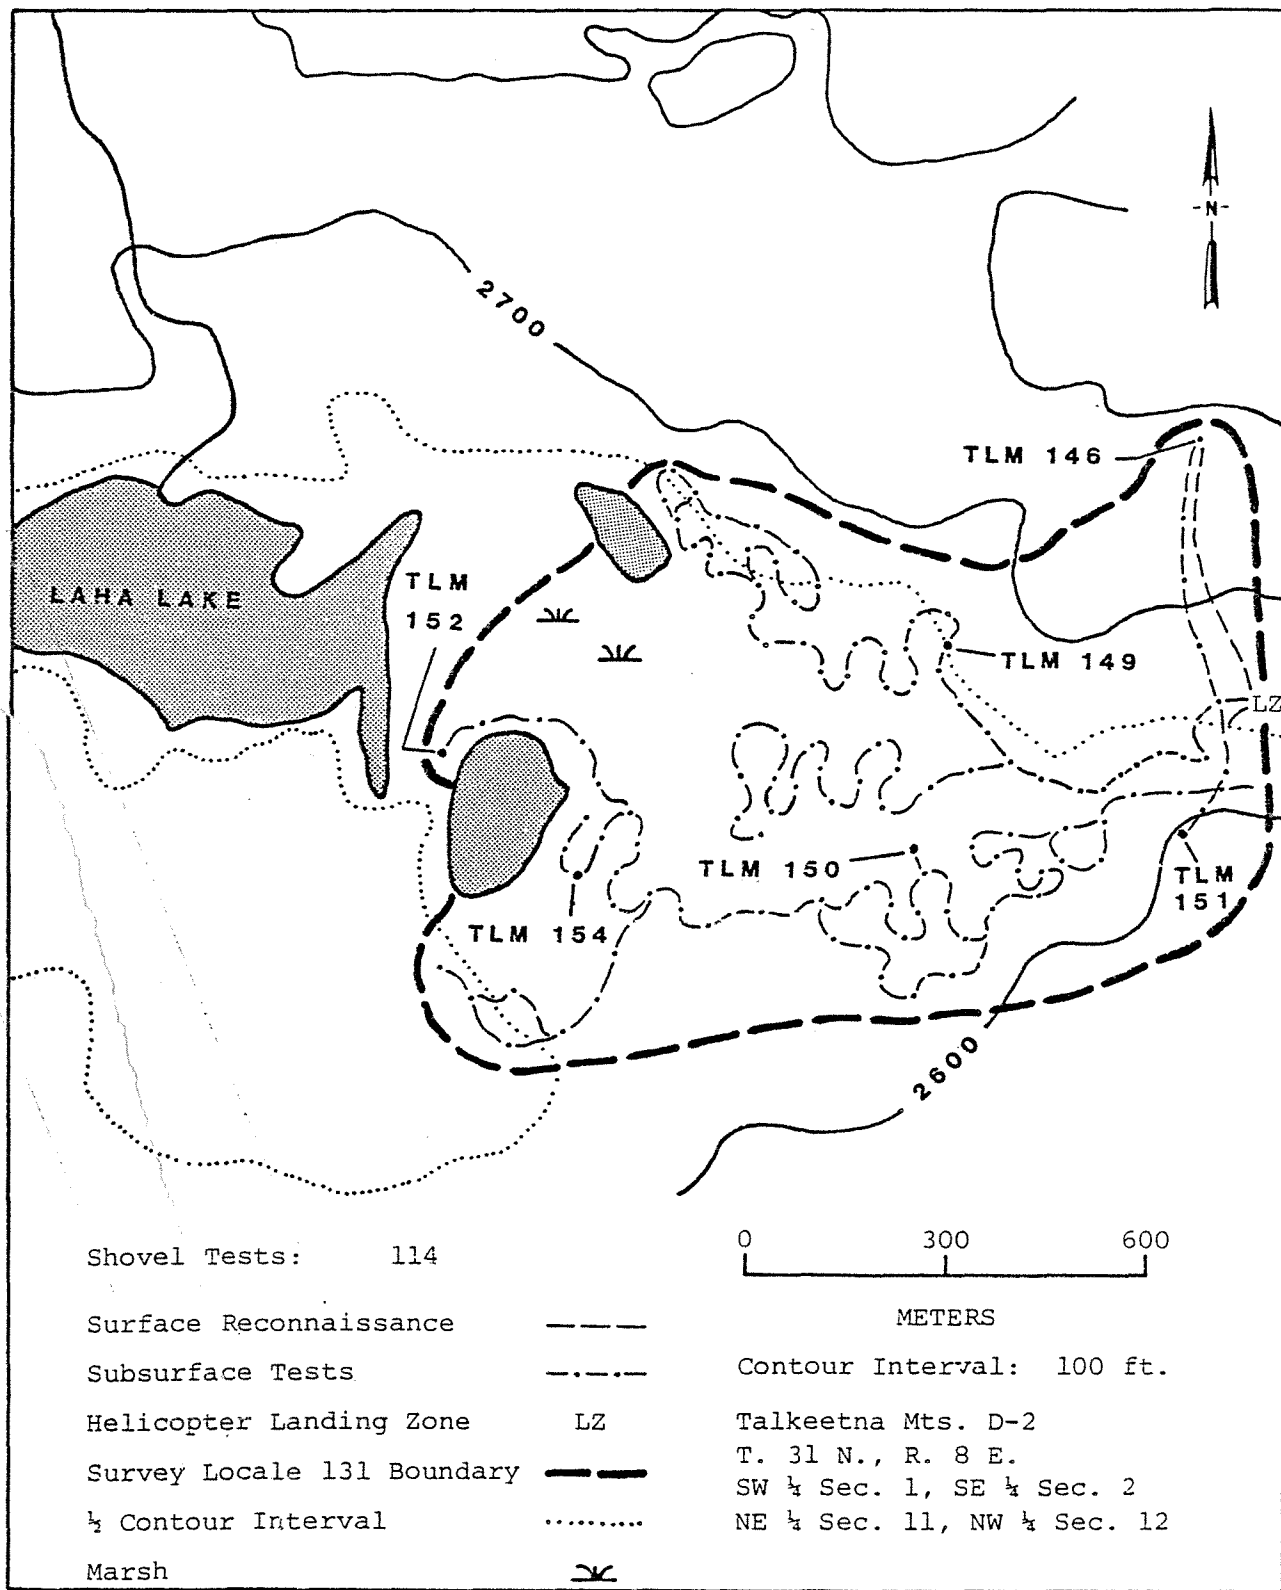 -N-
2700
TLM 146
LAHA LAKE
TLM
152
TLM 149
LZ
TLM 150
TLM
151
TLM 154
2600
Shovel Tests: 114
0 300 600
METERS
Surface Reconnaissance
Subsurface Tests
Contour Interval: 100 ft.
Helicopter Landing Zone LZ
Talkeetna Mts. D-2
T. 31 N., R. 8 E.
Survey Locale 131 Boundary
SW ¼ Sec. 1, SE ¼ Sec. 2
½ Contour Interval
NE ¼ Sec. 11, NW ¼ Sec. 12
Marsh